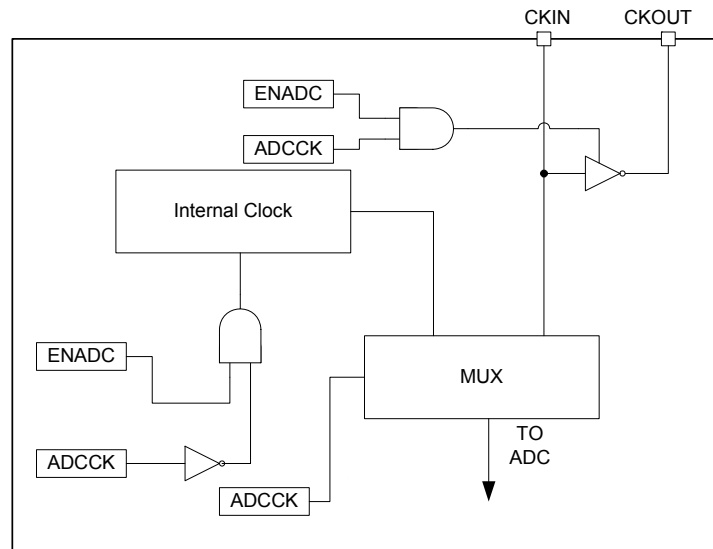 CKIN CKOUT
ENADC
ADCCK
Internal Clock
ENADC
MUX
TO
ADC
ADCCK
ADCCK